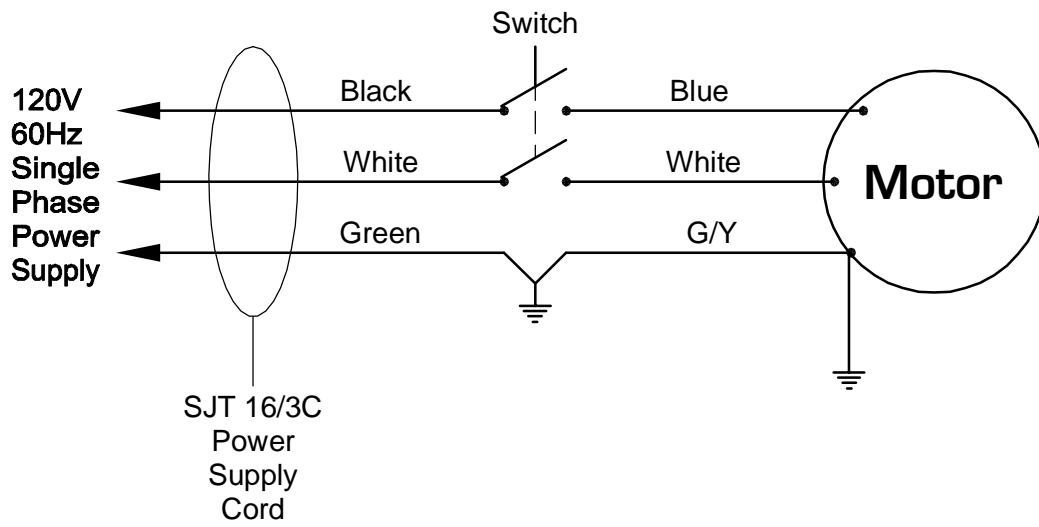 Switch
120V
60Hz
Single
Phase
Power
Supply
Black
Blue
White
White
Green
G/Y
Motor
SJT 16/3C
Power
Supply
Cord